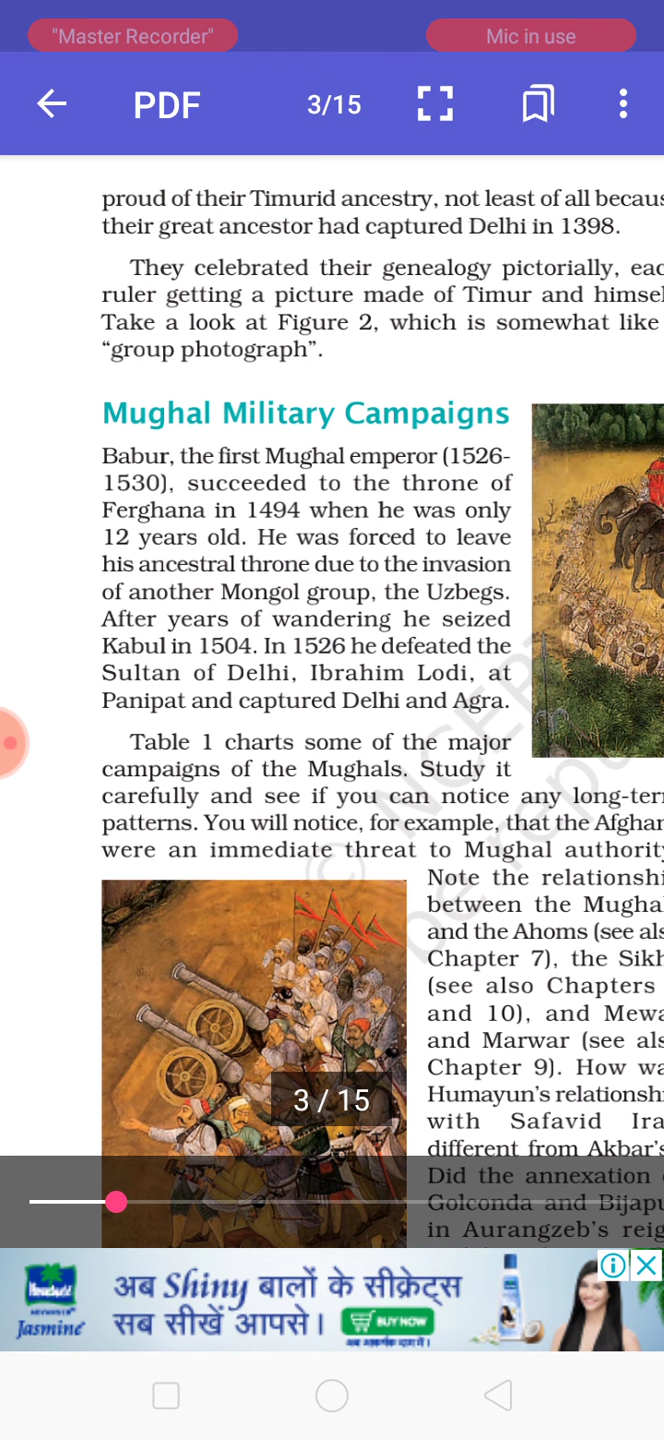 "Master Recorder"
Mic in use
PDF
3/15
proud of their Timurid ancestry, not least of all becaus
their great ancestor had captured Delhi in 1398.
They celebrated their genealogy pictorially, eac
ruler getting a picture made of Timur and himsel
Take a look at Figure 2, which is somewhat like
“group photograph”.
Mughal Military Campaigns
Babur, the first Mughal emperor (1526-
1530), succeeded to the throne of
Ferghana in 1494 when he was only
12 years old. He was forced to leave
his ancestral throne due to the invasion
of another Mongol group, the Uzbegs.
After years of wandering he seized
Kabul in 1504. In 1526 he defeated the
Sultan of Delhi, Ibrahim Lodi, at
Panipat and captured Delhi and Agra.
Table 1 charts some of the major
campaigns of the Mughals. Study it
carefully and see if you can notice any long-ter
patterns. You will notice, for example, that the Afghan
were an immediate threat to Mughal authority
Note the relationshi
between the Mugha
and the Ahoms (see als
Chapter 7), the Sikh
(see also Chapters
and 10), and Mewa
and Marwar (see als
Chapter 9). How wa
Humayun’s relationshi
with Safavid Ira
different from Akbar’s
Did the annexation
Golconda and Bijapu
in Aurangzeb’s reig
© NCERT
be repu
3 / 15
अब Shiny बालों के सीक्रेट्स
सब सीखें आपसे।
BUY NOW
Jasmine